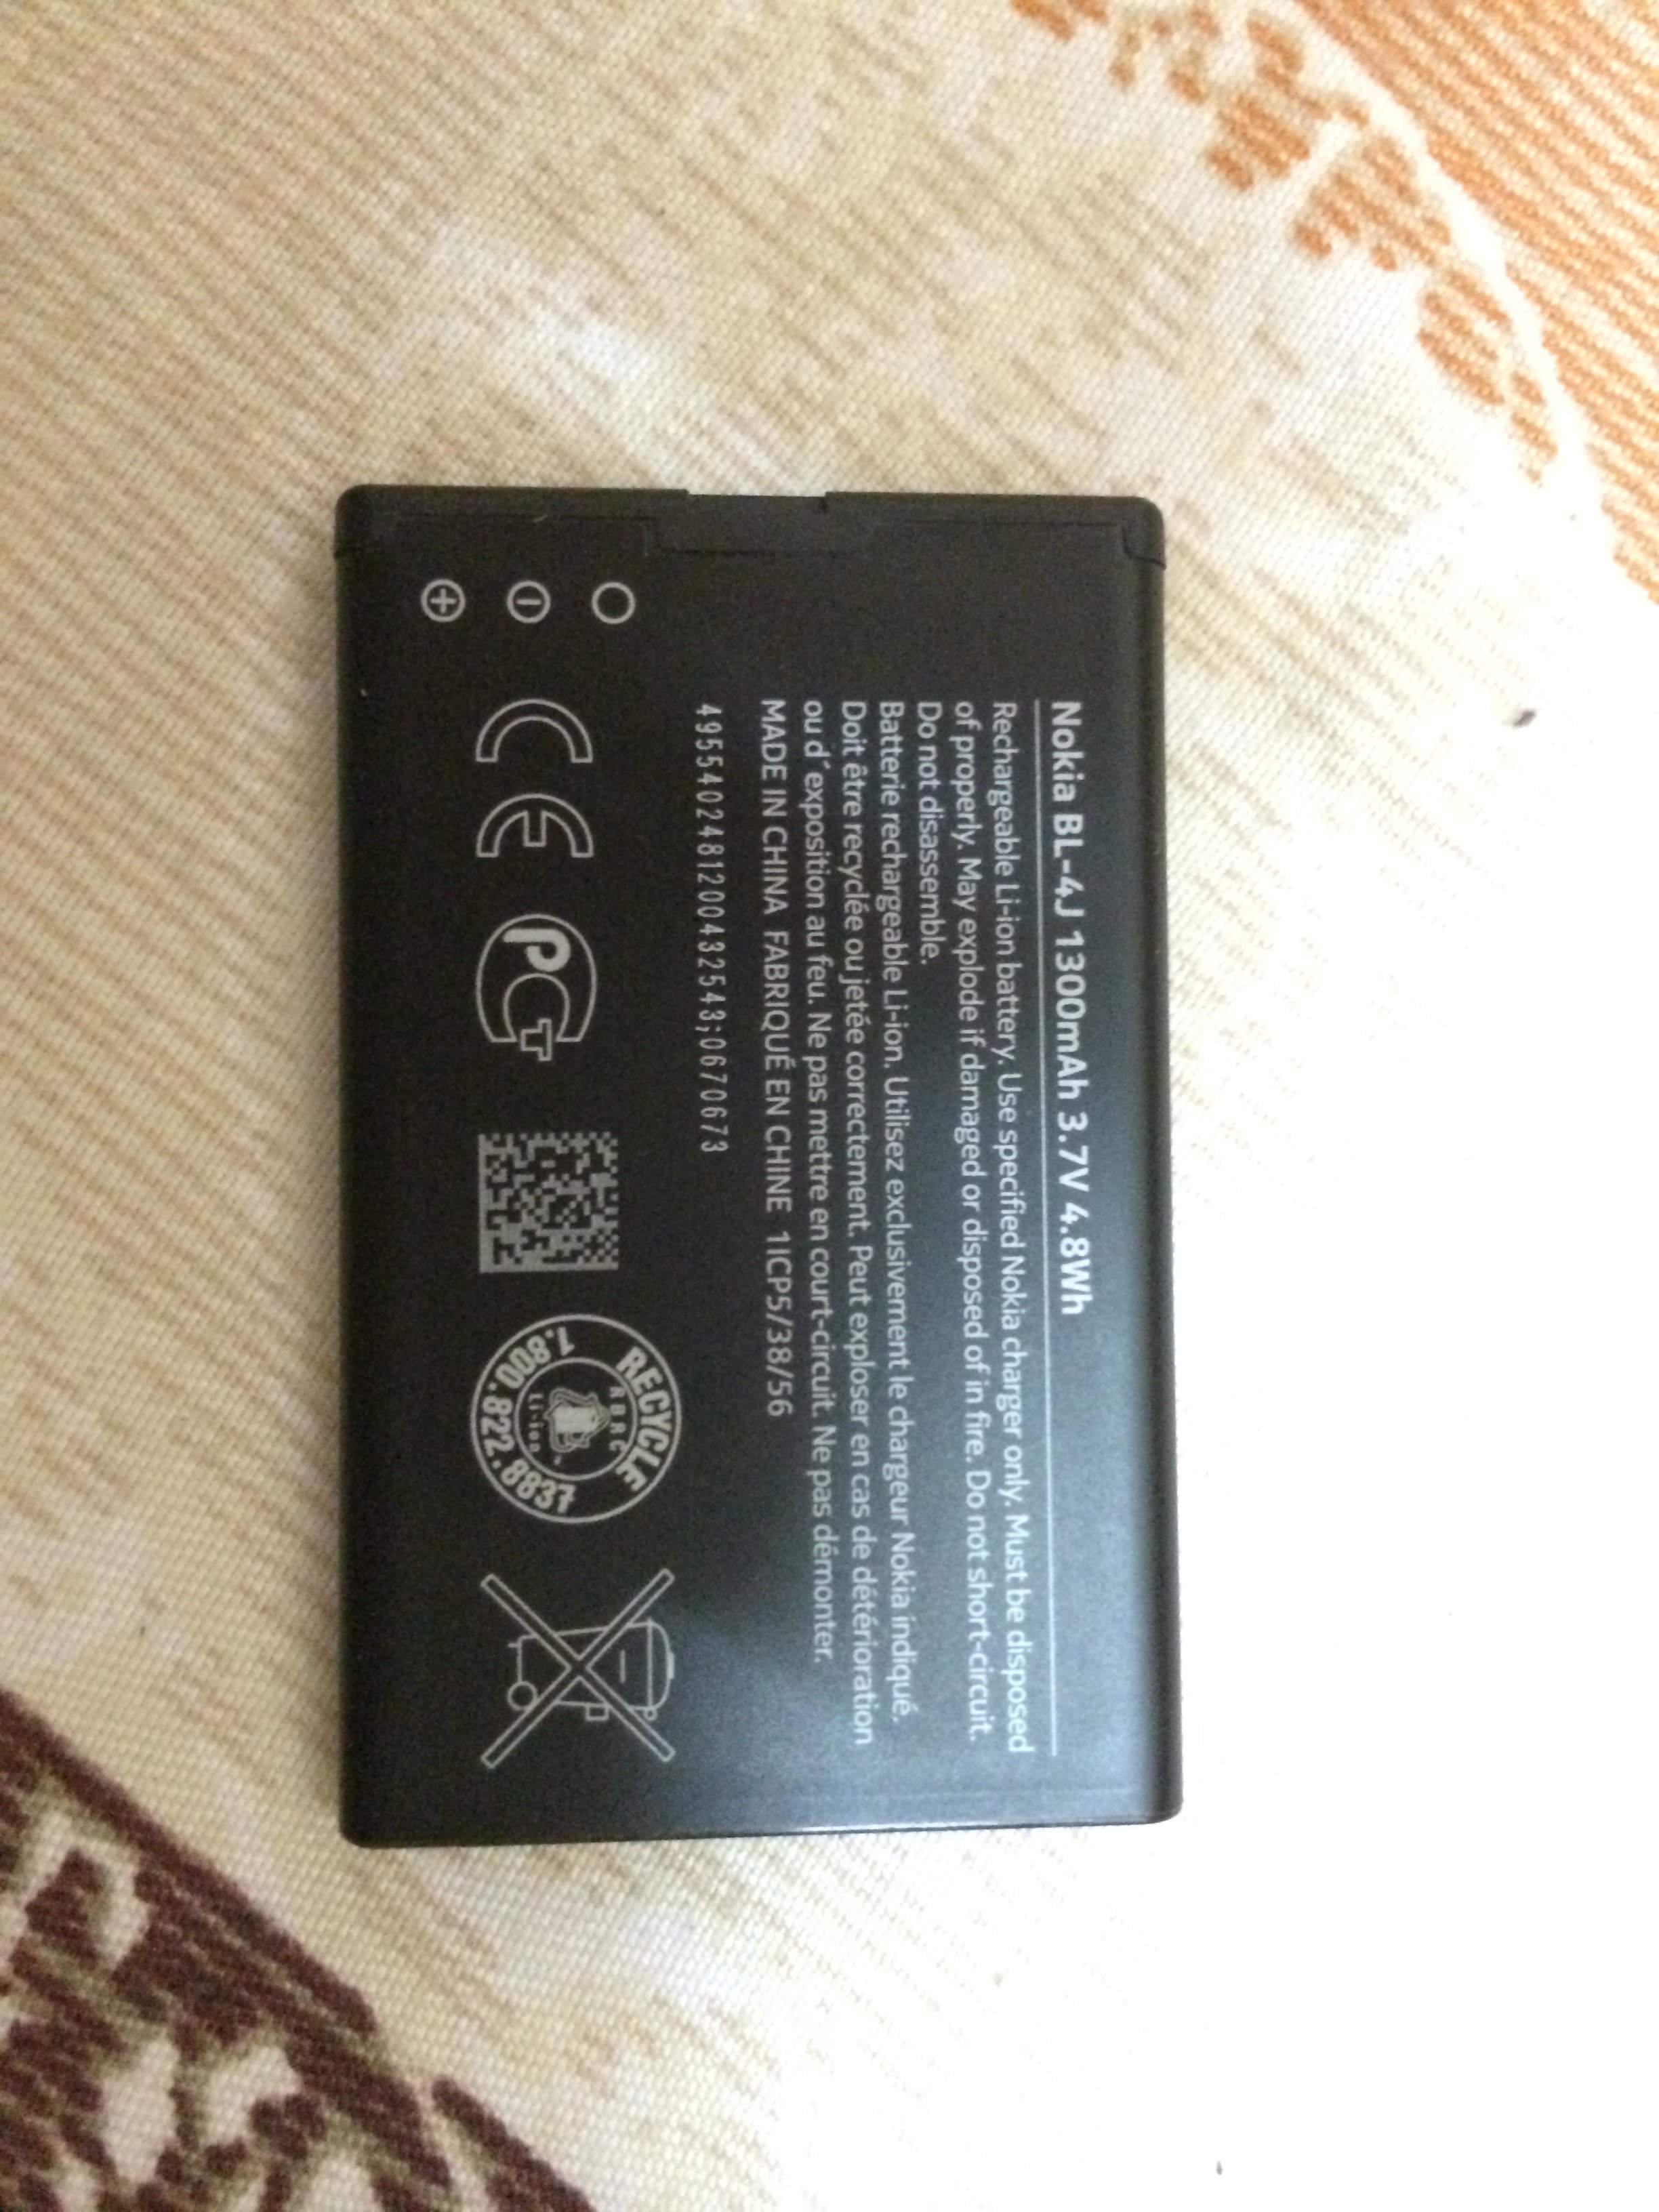 Nokia BL-4J 1300mAh 3.7V 4.8Wh
Rechargeable Li-ion battery. Use specified Nokia charger only. Must be disposed
of properly. May explode if damaged or disposed of in fire. Do not short-circuit.
Do not disassemble.
Batterie rechargeable Li-ion. Utilisez exclusivement le chargeur Nokia indiqué.
Doit être recyclée ou jetée correctement. Peut exploser en cas de détérioration
ou d´exposition au feu. Ne pas mettre en court-circuit. Ne pas démonter.
MADE IN CHINA FABRIQUÉ EN CHINE 1ICP5/38/56
4955402481200432543;0670673
CE
PCT
RECYCLE
RBRC
Li-ion
1.800.822.8837